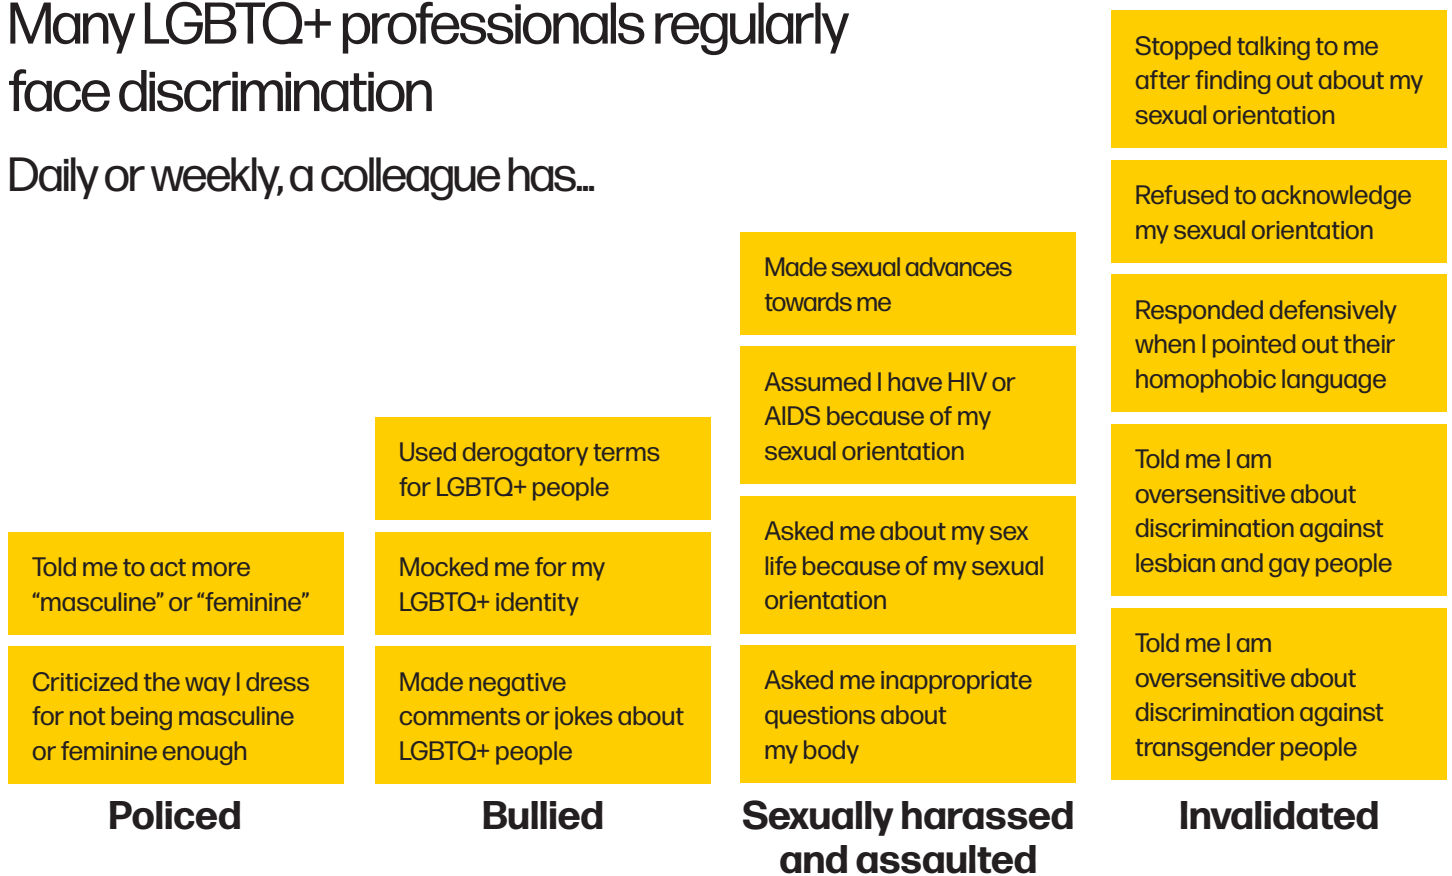 Many LGBTQ+ professionals regularly
face discrimination
Daily or weekly, a colleague has...
Told me to act more
“masculine” or “feminine”
Criticized the way I dress
for not being masculine
or feminine enough
Policed
Used derogatory terms
for LGBTQ+ people
Mocked me for my
LGBTQ+ identity
Made negative
comments or jokes about
LGBTQ+ people
Bullied
Made sexual advances
towards me
Assumed I have HIV or
AIDS because of my
sexual orientation
Asked me about my sex
life because of my sexual
orientation
Asked me inappropriate
questions about
my body
Sexually harassed
and assaulted
Stopped talking to me
after finding out about my
sexual orientation
Refused to acknowledge
my sexual orientation
Responded defensively
when I pointed out their
homophobic language
Told me I am
oversensitive about
discrimination against
lesbian and gay people
Told me I am
oversensitive about
discrimination against
transgender people
Invalidated